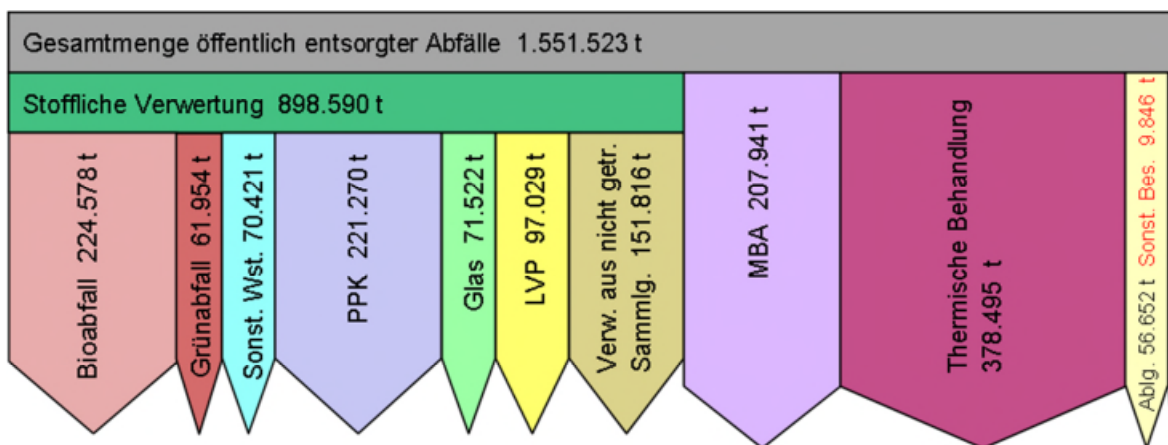 Gesamtmenge öffentlich entsorgter Abfälle 1.551.523 t
Stoffliche Verwertung 898.590 t
Bioabfall 224.578 t
Grünabfall 61.954 t
Sonst. Wst. 70.421 t
PPK 221.270 t
Glas 71.522 t
LVP 97.029 t
Verw. aus nicht getr.
Sammlg. 151.816 t
MBA 207.941 t
Thermische Behandlung
378.495 t
Ablg. 56.652 t Sonst. Bes. 9.846 t